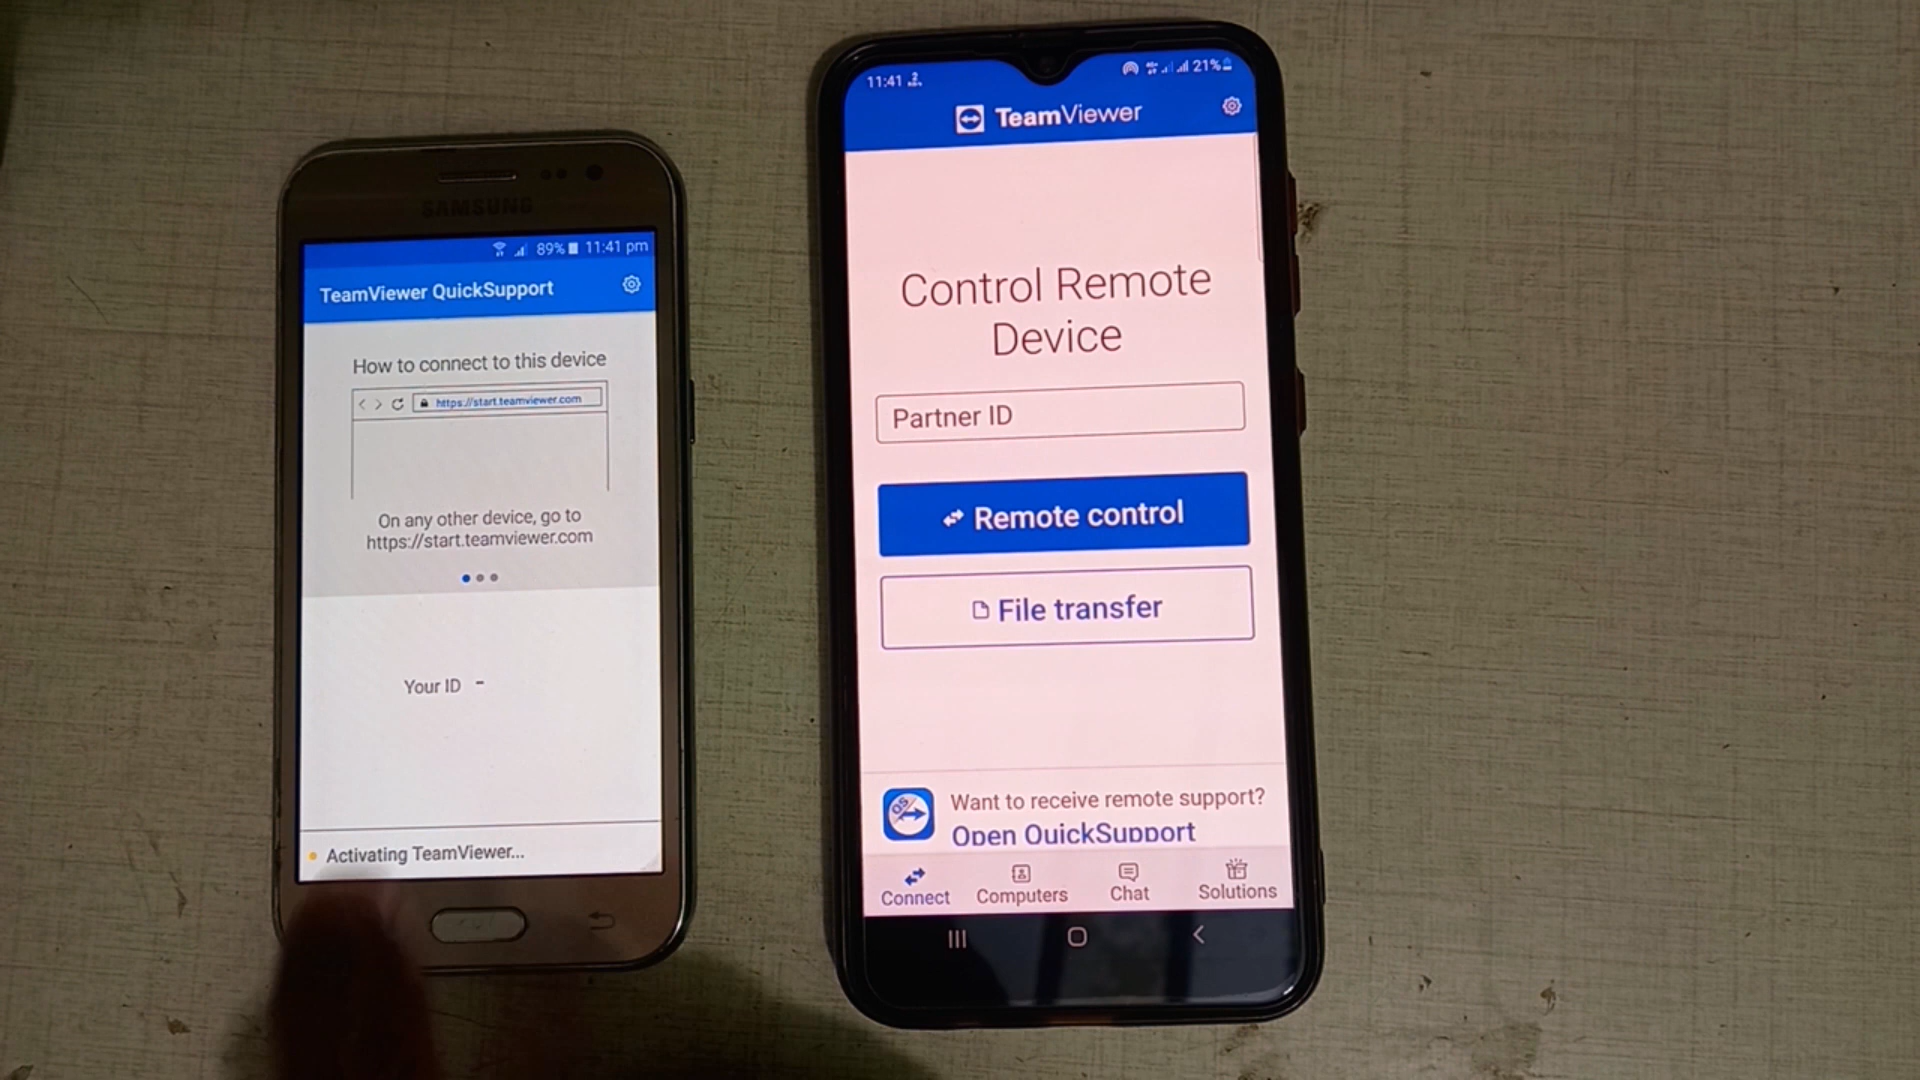 SAMSUNG
89% 11:41 pm
TeamViewer QuickSupport
How to connect to this device
https://start.teamviewer.com
On any other device, go to
https://start.teamviewer.com
Your ID -
Activating TeamViewer...
11:41
21%
TeamViewer
Control Remote
Device
Partner ID
Remote control
File transfer
QS
Want to receive remote support?
Open QuickSupport
Connect
Computers
Chat
Solutions